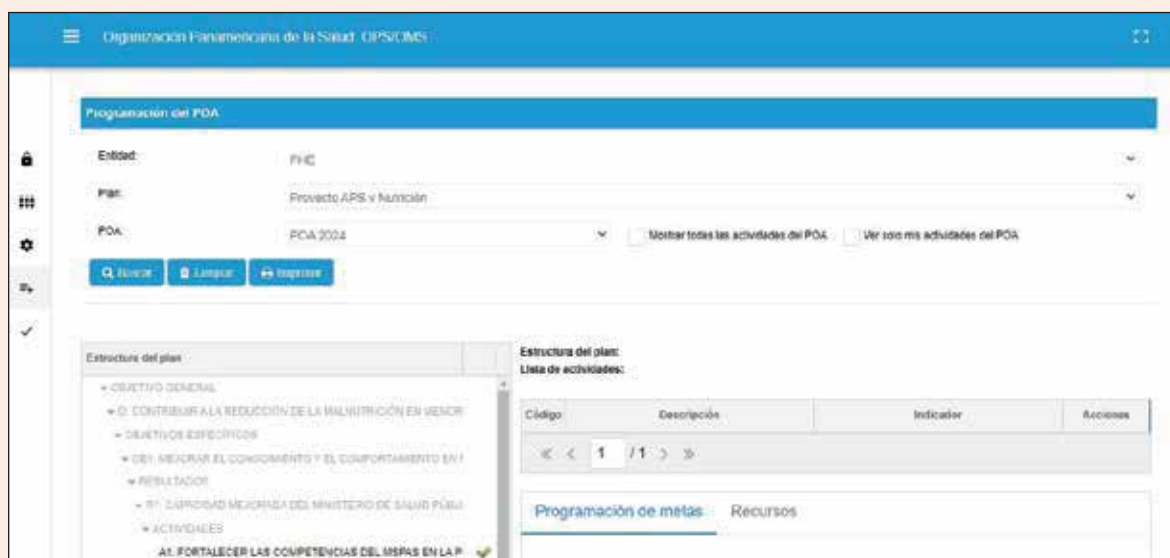 Organización Panamericana de la Salud OPS/OMS
Programación del POA
Entidad: PHC
Plan: Proyecto APS y Nutrición
POA: POA 2024 Mostrar todas las actividades del POA Ver solo mis actividades del POA
Buscar Limpiar Imprimir
Estructura del plan
OBJETIVO GENERAL
O: CONTRIBUIR A LA REDUCCIÓN DE LA MALNUTRICIÓN EN MENOR
OBJETIVOS ESPECÍFICOS
OE1: MEJORAR EL CONOCIMIENTO Y EL COMPORTAMIENTO EN
RESULTADOS
R1: CAPACIDAD MEJORADA DEL MINISTERIO DE SALUD PÚBLI
ACTIVIDADES
A1: FORTALECER LAS COMPETENCIAS DEL MSPAS EN LA P
Estructura del plan:
Lista de actividades:
Código Descripción Indicador Acciones
« < 1 / 1 > »
Programación de metas Recursos